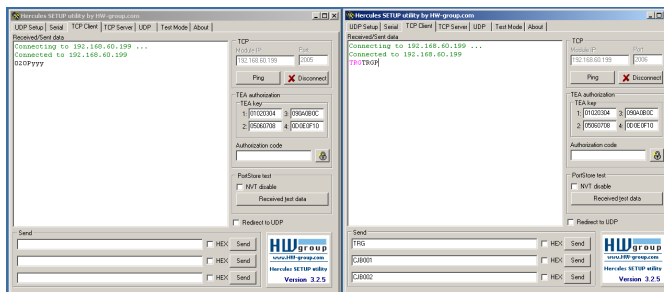 Hercules SETUP utility by HW-group.com
UDP Setup Serial TCP Client TCP Server UDP Test Mode About
Received/Sent data
Connecting to 192.168.60.199 ...
Connected to 192.168.60.199
020Pyyy
TCP
Module IP Port
192.168.60.199 2005
Ping Disconnect
TEA authorization
TEA key
1: 01020304 3: 090A0B0C
2: 05060708 4: 0D0E0F10
Authorization code
PortStore test
NVT disable
Received test data
Redirect to UDP
Send
HEX Send
HEX Send
HEX Send
HW group
www.HW-group.com
Hercules SETUP utility
Version 3.2.5
Hercules SETUP utility by HW-group.com
UDP Setup Serial TCP Client TCP Server UDP Test Mode About
Received/Sent data
Connecting to 192.168.60.199 ...
Connected to 192.168.60.199
TRGTRGP
TCP
Module IP Port
192.168.60.199 2006
Ping Disconnect
TEA authorization
TEA key
1: 01020304 3: 090A0B0C
2: 05060708 4: 0D0E0F10
Authorization code
PortStore test
NVT disable
Received test data
Redirect to UDP
Send
TRG HEX Send
CJB001 HEX Send
CJB002 HEX Send
HW group
www.HW-group.com
Hercules SETUP utility
Version 3.2.5